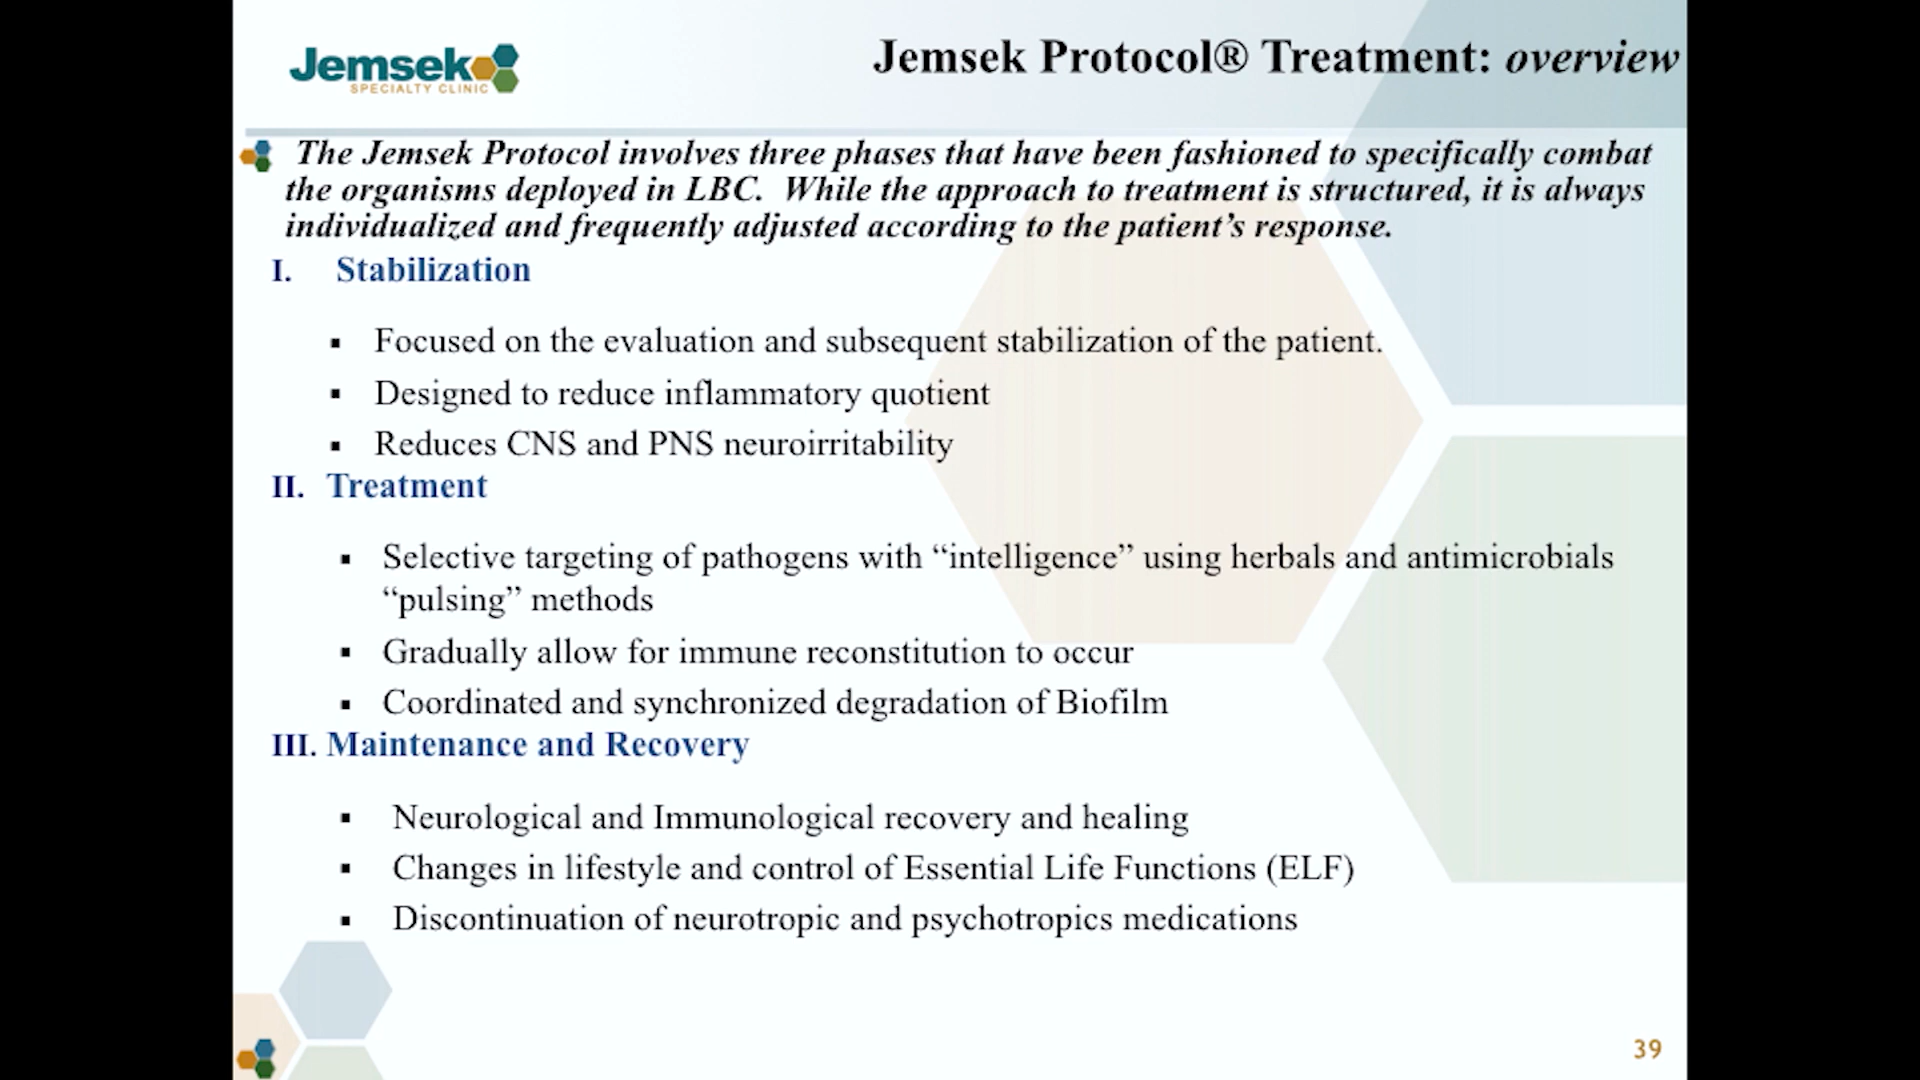 Jemsek
SPECIALTY CLINIC
Jemsek Protocol® Treatment: overview
The Jemsek Protocol involves three phases that have been fashioned to specifically combat
the organisms deployed in LBC. While the approach to treatment is structured, it is always
individualized and frequently adjusted according to the patient’s response.
I. Stabilization
▪ Focused on the evaluation and subsequent stabilization of the patient.
▪ Designed to reduce inflammatory quotient
▪ Reduces CNS and PNS neuroirritability
II. Treatment
▪ Selective targeting of pathogens with “intelligence” using herbals and antimicrobials
“pulsing” methods
▪ Gradually allow for immune reconstitution to occur
▪ Coordinated and synchronized degradation of Biofilm
III. Maintenance and Recovery
▪ Neurological and Immunological recovery and healing
▪ Changes in lifestyle and control of Essential Life Functions (ELF)
▪ Discontinuation of neurotropic and psychotropics medications
39